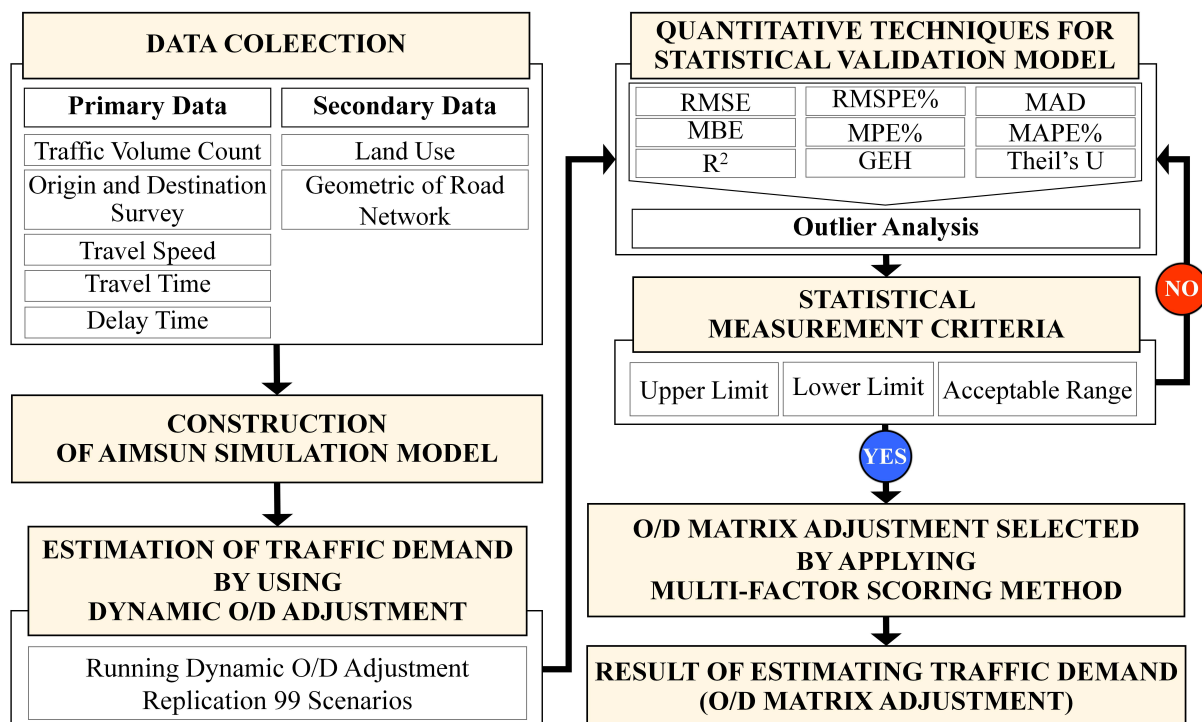 DATA COLEECTION
Primary Data
Traffic Volume Count
Origin and Destination
Survey
Travel Speed
Travel Time
Delay Time
Secondary Data
Land Use
Geometric of Road
Network
CONSTRUCTION
OF AIMSUN SIMULATION MODEL
ESTIMATION OF TRAFFIC DEMAND
BY USING
DYNAMIC O/D ADJUSTMENT
Running Dynamic O/D Adjustment
Replication 99 Scenarios
QUANTITATIVE TECHNIQUES FOR
STATISTICAL VALIDATION MODEL
RMSE
RMSPE%
MAD
MBE
MPE%
MAPE%
R²
GEH
Theil's U
Outlier Analysis
STATISTICAL
MEASUREMENT CRITERIA
Upper Limit
Lower Limit
Acceptable Range
NO
YES
O/D MATRIX ADJUSTMENT SELECTED
BY APPLYING
MULTI-FACTOR SCORING METHOD
RESULT OF ESTIMATING TRAFFIC DEMAND
(O/D MATRIX ADJUSTMENT)